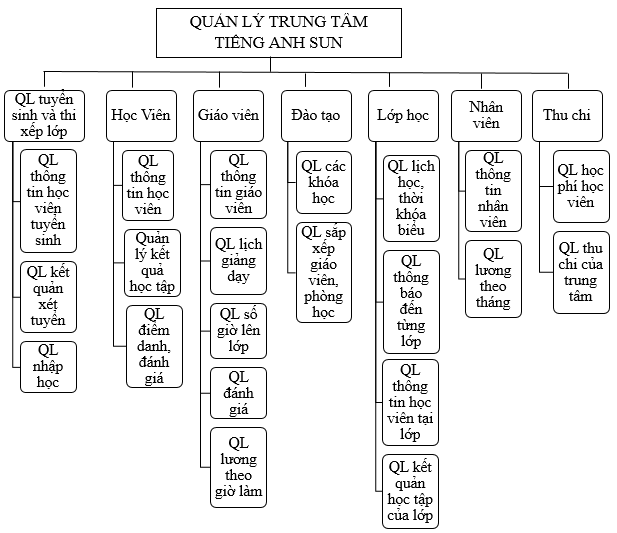 QUẢN LÝ TRUNG TÂM
TIẾNG ANH SUN
QL tuyển
sinh và thi
xếp lớp
QL
thông
tin học
viên
tuyển
sinh
QL kết
quản xét
tuyển
QL
nhập
học
Học Viên
QL
thông
tin học
viên
Quản
lý kết
quả
học tập
QL
điểm
danh,
đánh
giá
Giáo viên
QL
thông
tin giáo
viên
QL lịch
giảng
dạy
QL số
giờ lên
lớp
QL
đánh
giá
QL
lương
theo
giờ làm
Đào tạo
QL các
khóa
học
QL sắp
xếp
giáo
viên,
phòng
học
Lớp học
QL lịch
học,
thời
khóa
biểu
QL
thông
báo
đến
từng
lớp
QL
thông
tin học
viên tại
lớp
QL kết
quản
học tập
của lớp
Nhân
viên
QL
thông
tin
nhân
viên
QL
lương
theo
tháng
Thu chi
QL học
phí học
viên
QL thu
chi của
trung
tâm